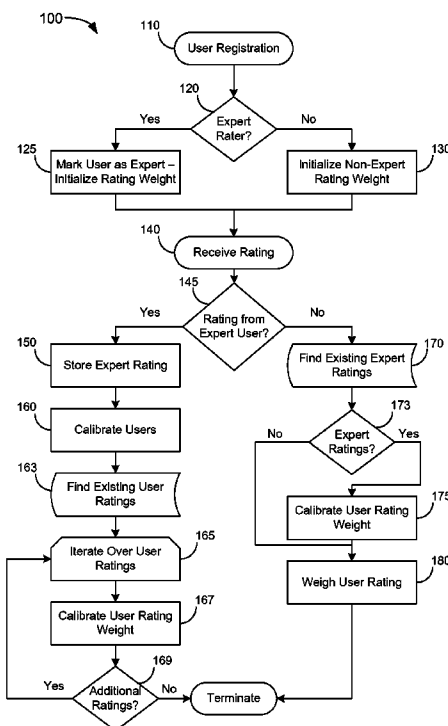 100
110
User Registration
120
Yes
Expert
Rater?
No
125
Mark User as Expert –
Initialize Rating Weight
Initialize Non-Expert
Rating Weight
130
140
Receive Rating
145
Yes
Rating from
Expert User?
No
150
Store Expert Rating
170
Find Existing Expert
Ratings
160
Calibrate Users
173
No
Expert
Ratings?
Yes
163
Find Existing User
Ratings
175
Calibrate User Rating
Weight
Iterate Over User
Ratings
165
180
Weigh User Rating
Calibrate User Rating
Weight
167
169
Yes
Additional
Ratings?
No
Terminate